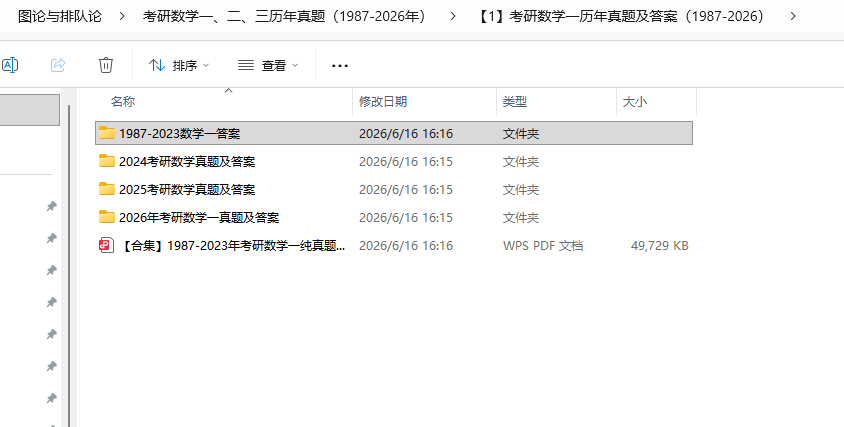 图论与排队论 > 考研数学一、二、三历年真题（1987-2026年） > 【1】考研数学一历年真题及答案（1987-2026） >
排序 查看 ...
名称 修改日期 类型 大小
1987-2023数学一答案 2026/6/16 16:16 文件夹
2024考研数学真题及答案 2026/6/16 16:15 文件夹
2025考研数学真题及答案 2026/6/16 16:15 文件夹
2026年考研数学一真题及答案 2026/6/16 16:15 文件夹
【合集】1987-2023年考研数学一纯真题... 2026/6/16 16:16 WPS PDF 文档 49,729 KB